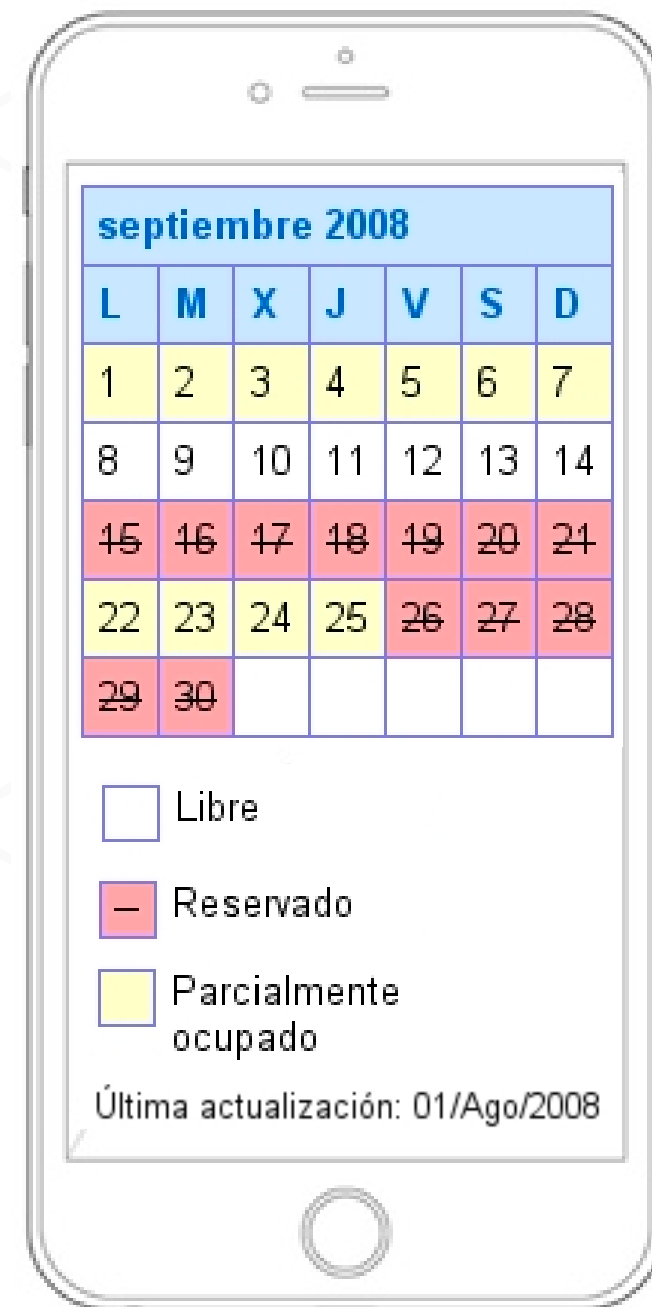 septiembre 2008
L M X J V S D
1 2 3 4 5 6 7
8 9 10 11 12 13 14
15 16 17 18 19 20 21
22 23 24 25 26 27 28
29 30
Libre
– Reservado
Parcialmente
ocupado
Última actualización: 01/Ago/2008